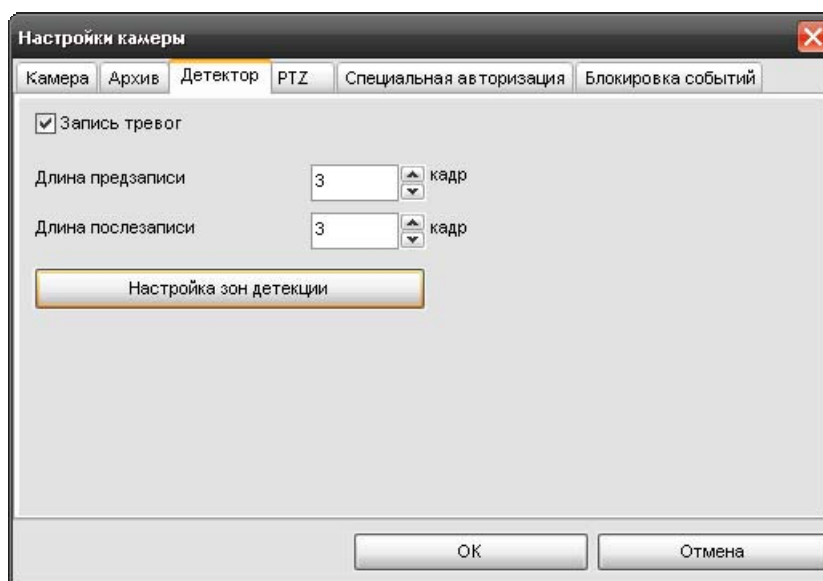 Настройки камеры
Камера Архив Детектор PTZ Специальная авторизация Блокировка событий
Запись тревог
Длина предзаписи 3 кадр
Длина послезаписи 3 кадр
Настройка зон детекции
OK Отмена